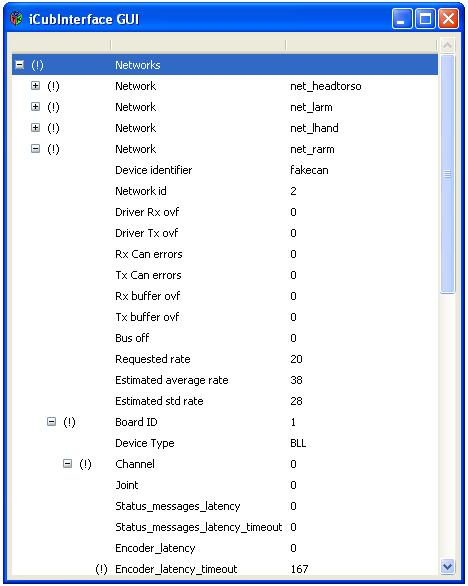 iCubInterface GUI
(!) Networks
(!) Network net_headtorso
(!) Network net_larm
(!) Network net_lhand
(!) Network net_rarm
Device identifier fakecan
Network id 2
Driver Rx ovf 0
Driver Tx ovf 0
Rx Can errors 0
Tx Can errors 0
Rx buffer ovf 0
Tx buffer ovf 0
Bus off 0
Requested rate 20
Estimated average rate 38
Estimated std rate 28
(!) Board ID 1
Device Type BLL
(!) Channel 0
Joint 0
Status_messages_latency 0
Status_messages_latency_timeout 0
Encoder_latency 0
(!) Encoder_latency_timeout 167